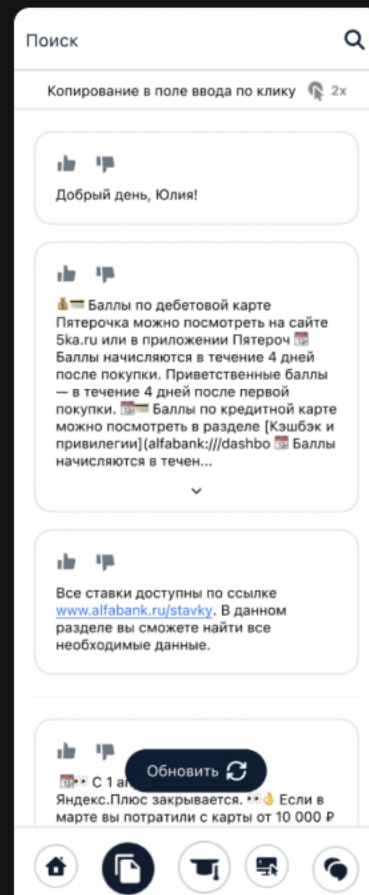 Поиск
Копирование в поле ввода по клику 2x
Добрый день, Юлия!
💰💳 Баллы по дебетовой карте
Пятерочка можно посмотреть на сайте
5ka.ru или в приложении Пятероч 📆
Баллы начисляются в течение 4 дней
после покупки. Приветственные баллы
— в течение 4 дней после первой
покупки. 📆💳 Баллы по кредитной карте
можно посмотреть в разделе [Кэшбэк и
привилегии](alfabank:///dashbo 📆 Баллы
начисляются в течен...
Все ставки доступны по ссылке
www.alfabank.ru/stavky. В данном
разделе вы сможете найти все
необходимые данные.
📆👀 С 1
Обновить
Яндекс.Плюс закрывается. 👀👌 Если в
марте вы потратили с карты от 10 000 ₽